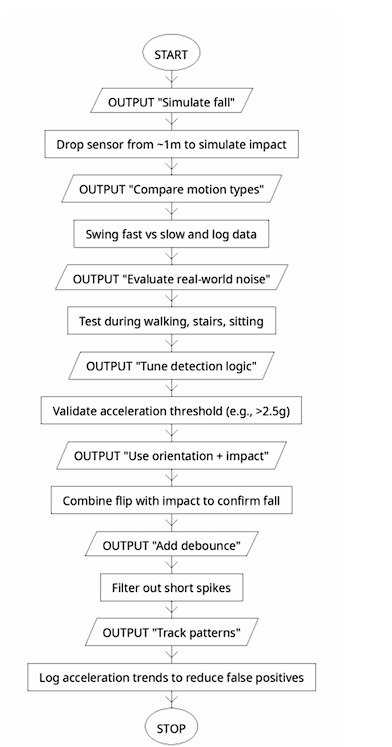 START
OUTPUT "Simulate fall"
Drop sensor from ~1m to simulate impact
OUTPUT "Compare motion types"
Swing fast vs slow and log data
OUTPUT "Evaluate real-world noise"
Test during walking, stairs, sitting
OUTPUT "Tune detection logic"
Validate acceleration threshold (e.g., >2.5g)
OUTPUT "Use orientation + impact"
Combine flip with impact to confirm fall
OUTPUT "Add debounce"
Filter out short spikes
OUTPUT "Track patterns"
Log acceleration trends to reduce false positives
STOP